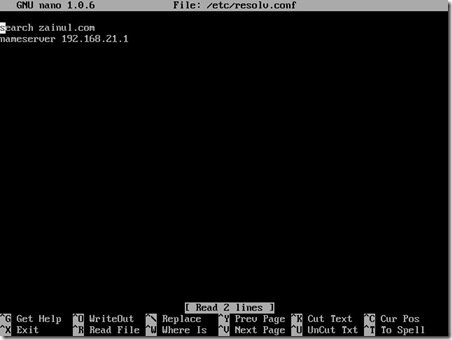 GNU nano 1.0.6 File: /etc/resolv.conf
search zainul.com
nameserver 192.168.21.1
[ Read 2 lines ]
^G Get Help ^O WriteOut ^\ Replace ^Y Prev Page ^K Cut Text ^C Cur Pos
^X Exit ^R Read File ^W Where Is ^V Next Page ^U UnCut Txt ^T To Spell